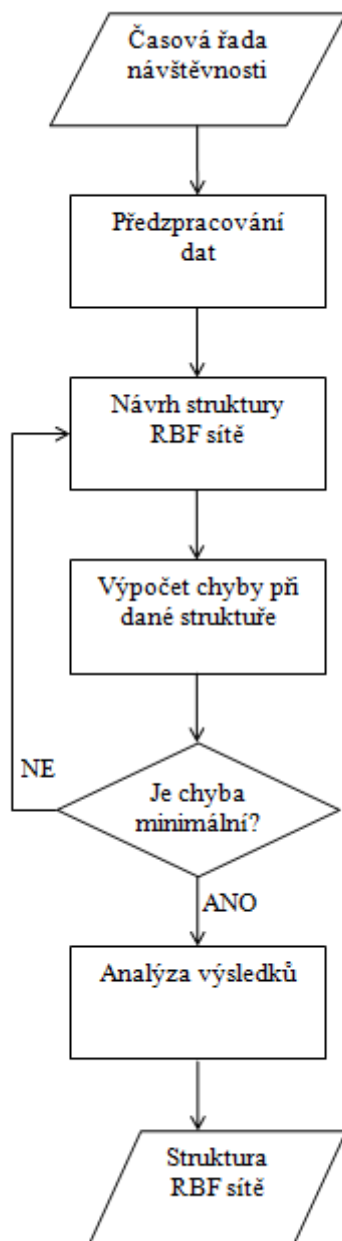 Časová řada
návštěvnosti
Předzpracování
dat
Návrh struktury
RBF sítě
Výpočet chyby při
dané struktuře
NE
Je chyba
minimální?
ANO
Analýza výsledků
Struktura
RBF sítě